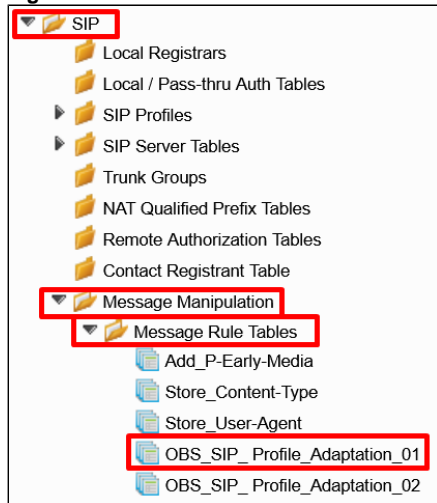 SIP
Local Registrars
Local / Pass-thru Auth Tables
SIP Profiles
SIP Server Tables
Trunk Groups
NAT Qualified Prefix Tables
Remote Authorization Tables
Contact Registrant Table
Message Manipulation
Message Rule Tables
Add_P-Early-Media
Store_Content-Type
Store_User-Agent
OBS_SIP_ Profile_Adaptation_01
OBS_SIP_ Profile_Adaptation_02